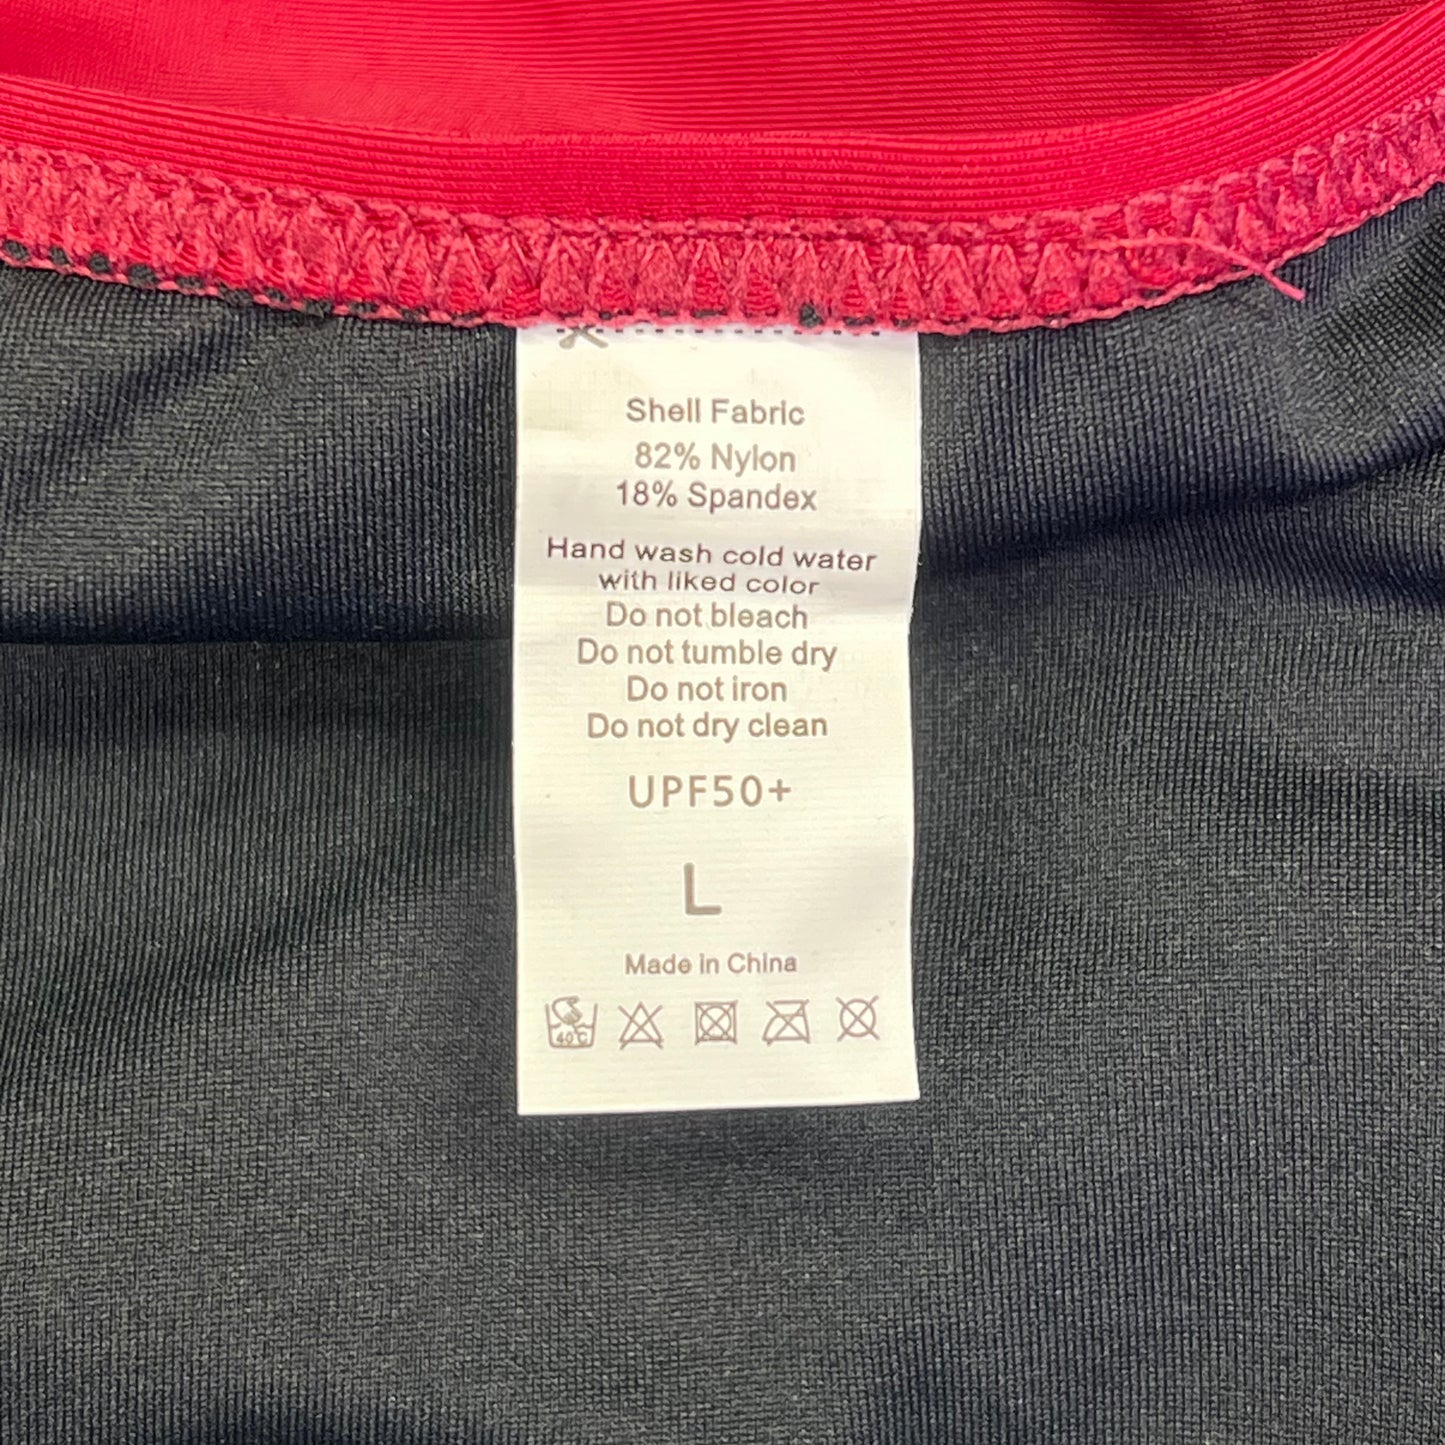 Shell Fabric
82% Nylon
18% Spandex
Hand wash cold water
with liked color
Do not bleach
Do not tumble dry
Do not iron
Do not dry clean
UPF50+
L
Made in China
40°C